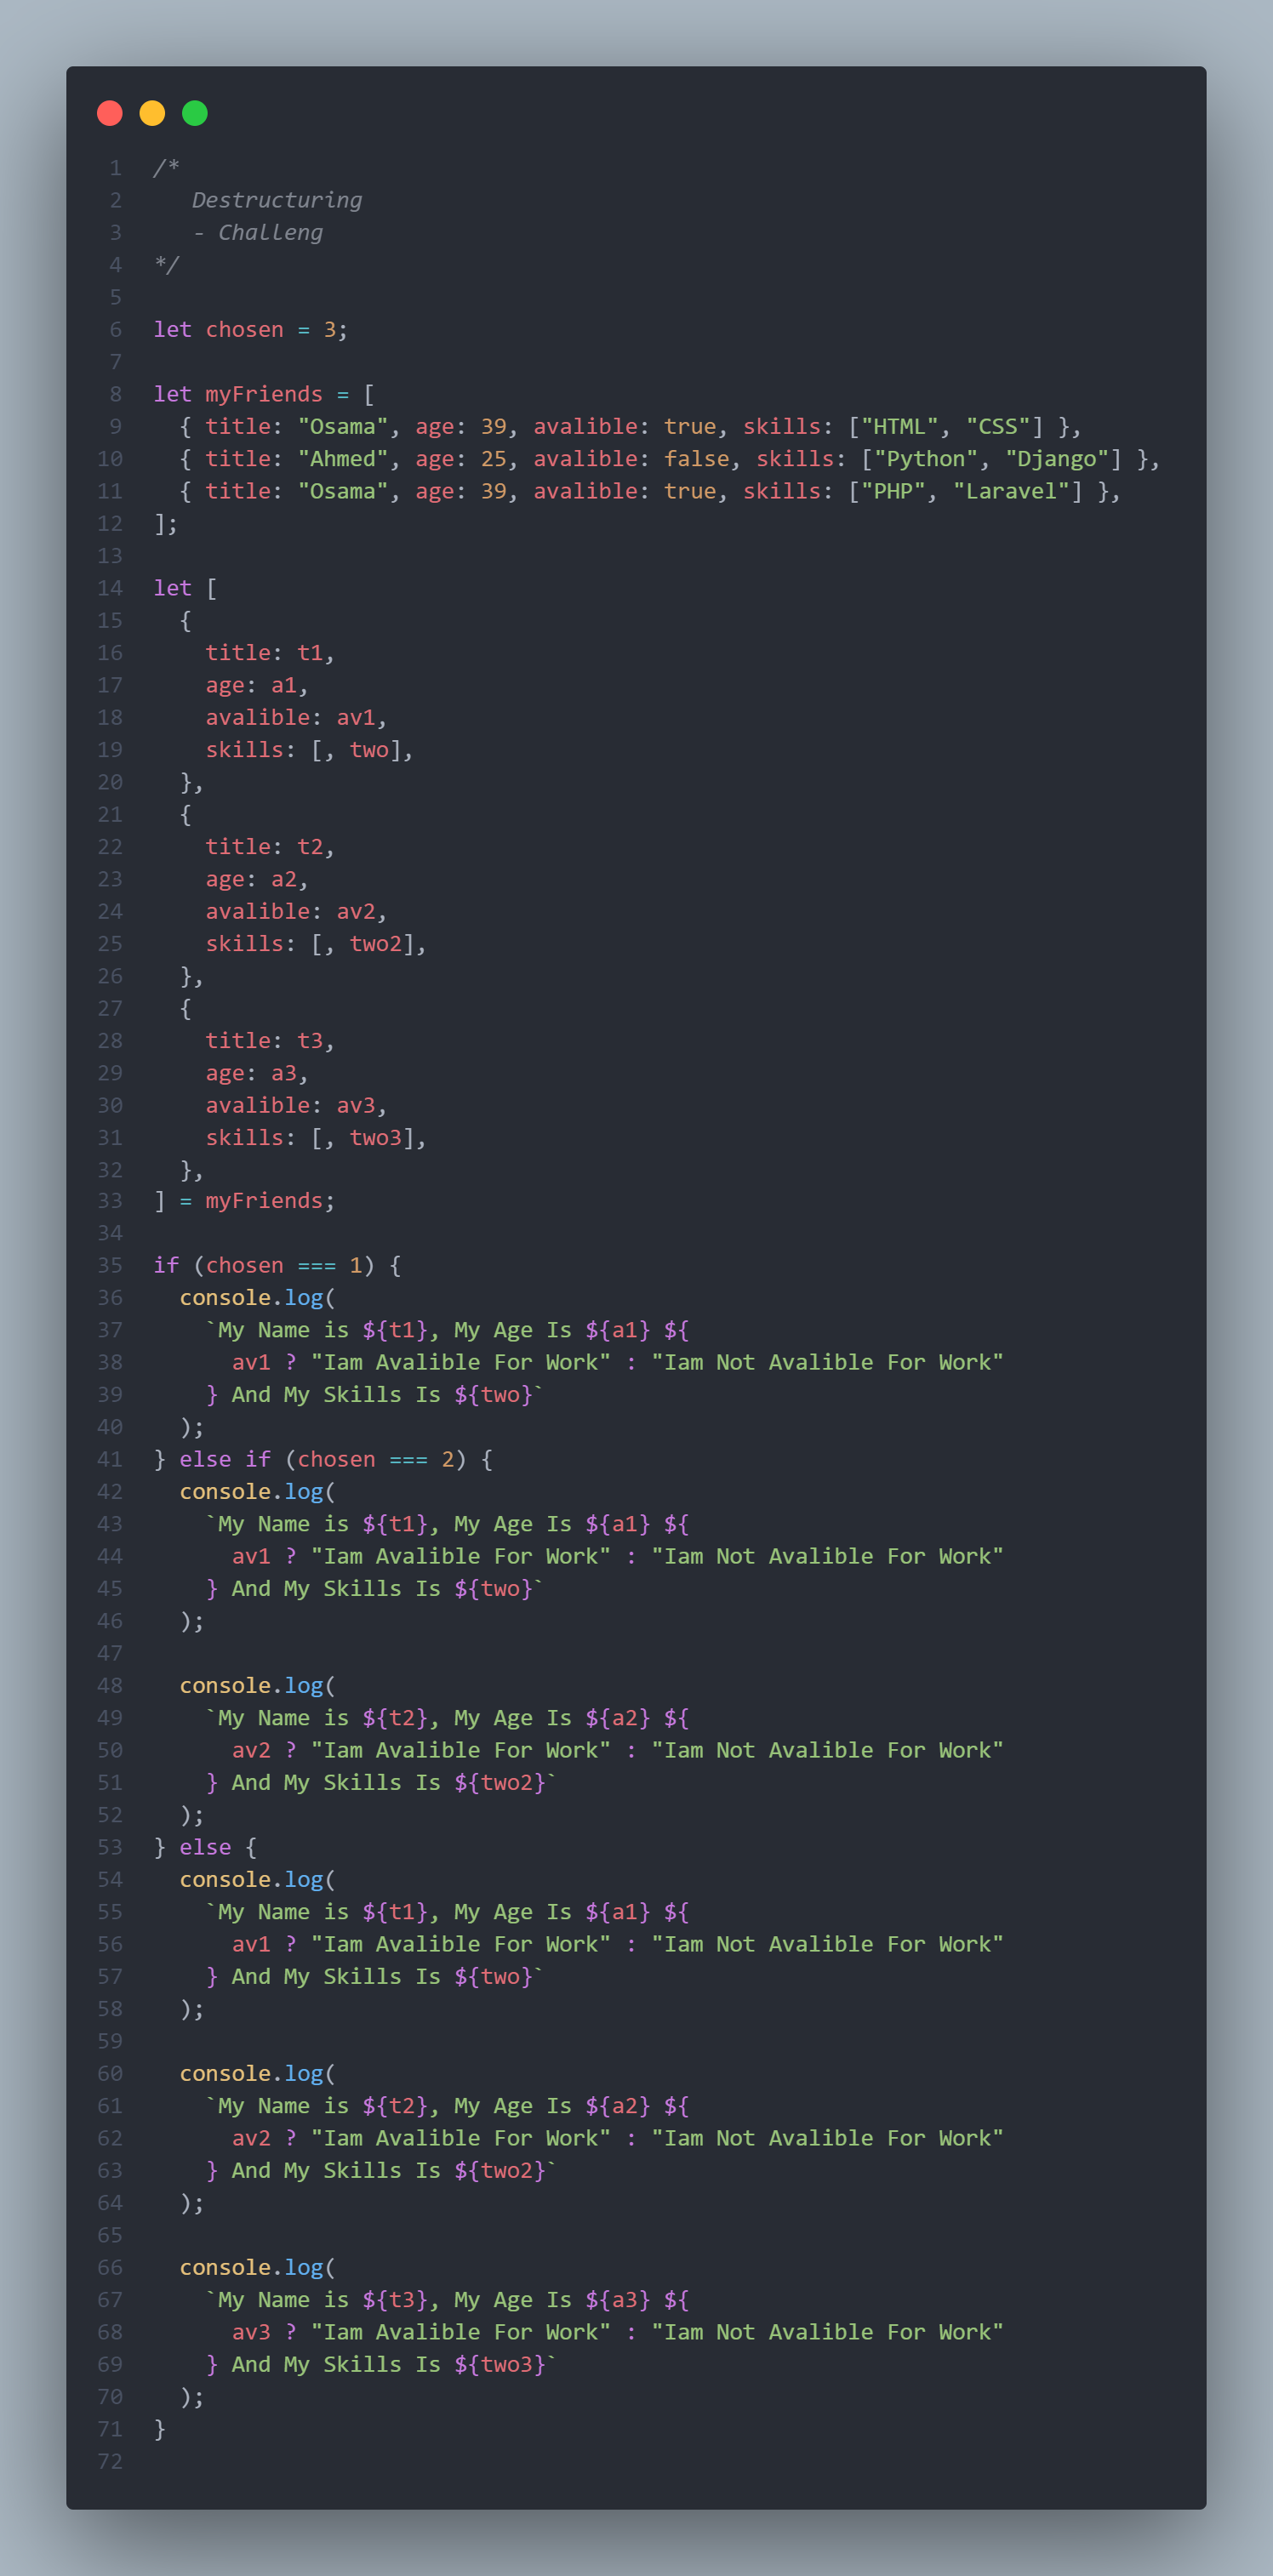 1 /*
2    Destructuring
3    - Challeng
4 */
5
6 let chosen = 3;
7
8 let myFriends = [
9   { title: "Osama", age: 39, avalible: true, skills: ["HTML", "CSS"] },
10   { title: "Ahmed", age: 25, avalible: false, skills: ["Python", "Django"] },
11   { title: "Osama", age: 39, avalible: true, skills: ["PHP", "Laravel"] },
12 ];
13
14 let [
15   {
16     title: t1,
17     age: a1,
18     avalible: av1,
19     skills: [, two],
20   },
21   {
22     title: t2,
23     age: a2,
24     avalible: av2,
25     skills: [, two2],
26   },
27   {
28     title: t3,
29     age: a3,
30     avalible: av3,
31     skills: [, two3],
32   },
33 ] = myFriends;
34
35 if (chosen === 1) {
36   console.log(
37     `My Name is ${t1}, My Age Is ${a1} ${
38       av1 ? "Iam Avalible For Work" : "Iam Not Avalible For Work"
39     } And My Skills Is ${two}`
40   );
41 } else if (chosen === 2) {
42   console.log(
43     `My Name is ${t1}, My Age Is ${a1} ${
44       av1 ? "Iam Avalible For Work" : "Iam Not Avalible For Work"
45     } And My Skills Is ${two}`
46   );
47
48   console.log(
49     `My Name is ${t2}, My Age Is ${a2} ${
50       av2 ? "Iam Avalible For Work" : "Iam Not Avalible For Work"
51     } And My Skills Is ${two2}`
52   );
53 } else {
54   console.log(
55     `My Name is ${t1}, My Age Is ${a1} ${
56       av1 ? "Iam Avalible For Work" : "Iam Not Avalible For Work"
57     } And My Skills Is ${two}`
58   );
59
60   console.log(
61     `My Name is ${t2}, My Age Is ${a2} ${
62       av2 ? "Iam Avalible For Work" : "Iam Not Avalible For Work"
63     } And My Skills Is ${two2}`
64   );
65
66   console.log(
67     `My Name is ${t3}, My Age Is ${a3} ${
68       av3 ? "Iam Avalible For Work" : "Iam Not Avalible For Work"
69     } And My Skills Is ${two3}`
70   );
71 }
72